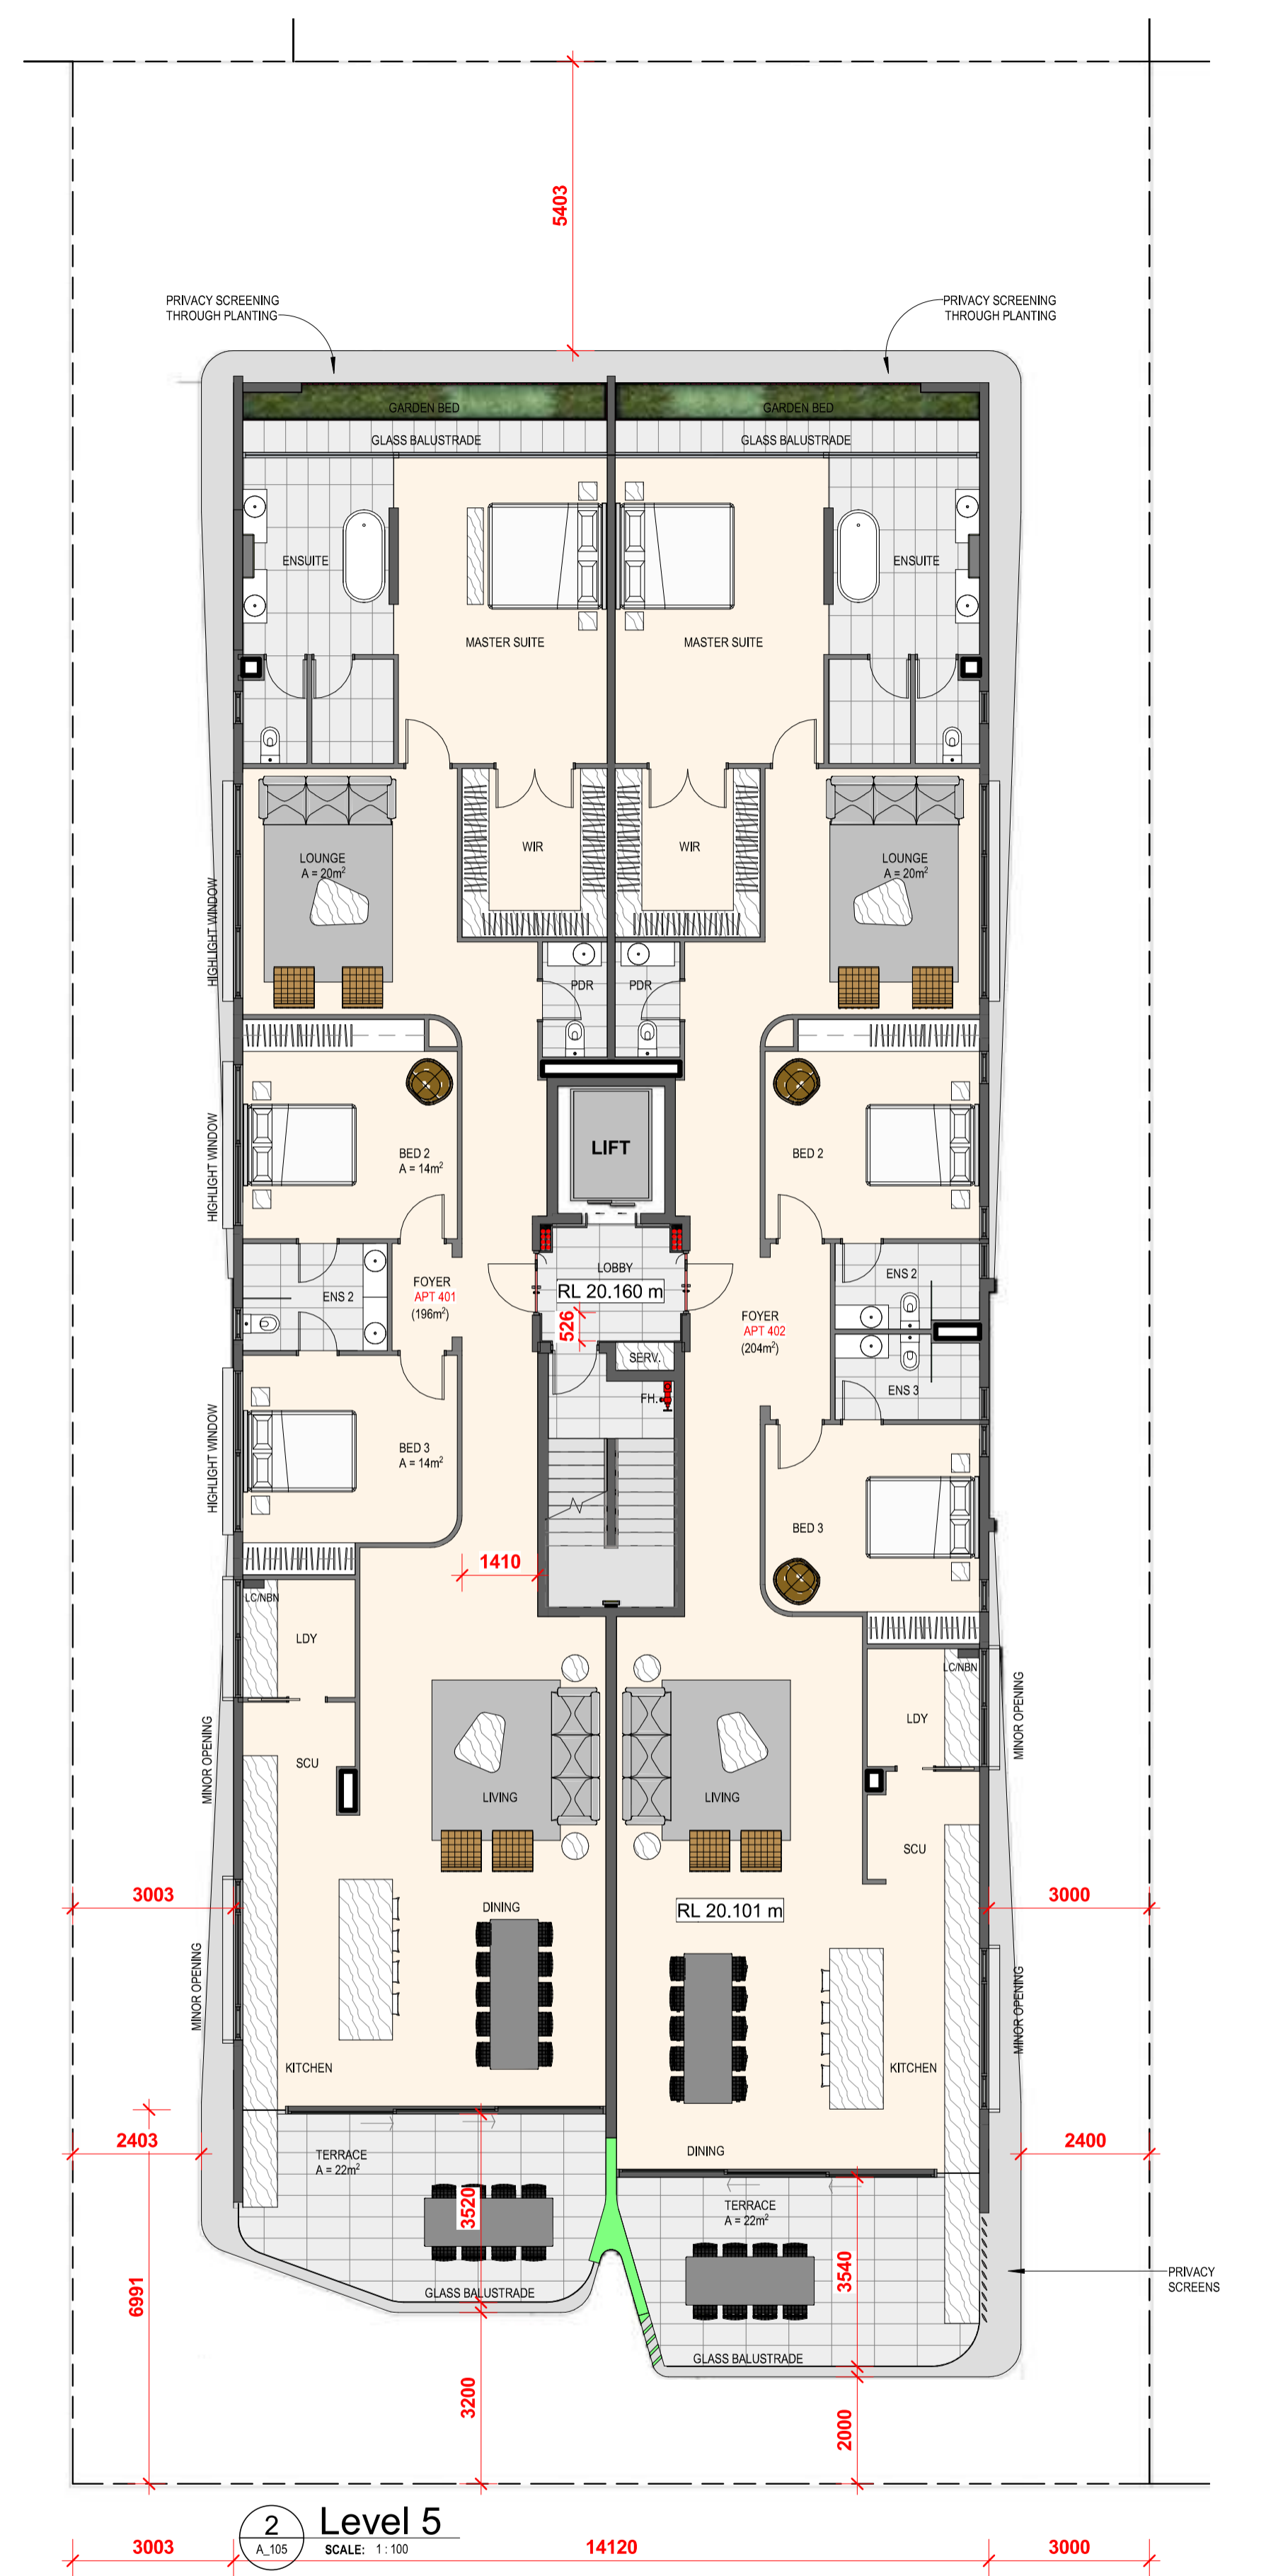 5403
PRIVACY SCREENING
THROUGH PLANTING
PRIVACY SCREENING
THROUGH PLANTING
GARDEN BED
GARDEN BED
GLASS BALUSTRADE
GLASS BALUSTRADE
ENSUITE
ENSUITE
MASTER SUITE
MASTER SUITE
WIR
WIR
LOUNGE
A = 20m²
LOUNGE
A = 20m²
HIGHLIGHT WINDOW
PDR
PDR
HIGHLIGHT WINDOW
BED 2
A = 14m²
LIFT
BED 2
LOBBY
RL 20.160 m
526
ENS 2
FOYER
APT 401
(196m²)
ENS 2
FOYER
APT 402
(204m²)
SERV.
FH.
ENS 3
HIGHLIGHT WINDOW
BED 3
A = 14m²
BED 3
1410
LC/NBN
LDY
LC/NBN
LDY
MINOR OPENING
MINOR OPENING
SCU
LIVING
LIVING
SCU
3003
DINING
RL 20.101 m
3000
MINOR OPENING
MINOR OPENING
KITCHEN
KITCHEN
2403
TERRACE
A = 22m²
DINING
2400
3520
TERRACE
A = 22m²
3540
6991
GLASS BALUSTRADE
PRIVACY
SCREENS
GLASS BALUSTRADE
3200
2000
2
A_105
Level 5
SCALE: 1 : 100
3003
14120
3000